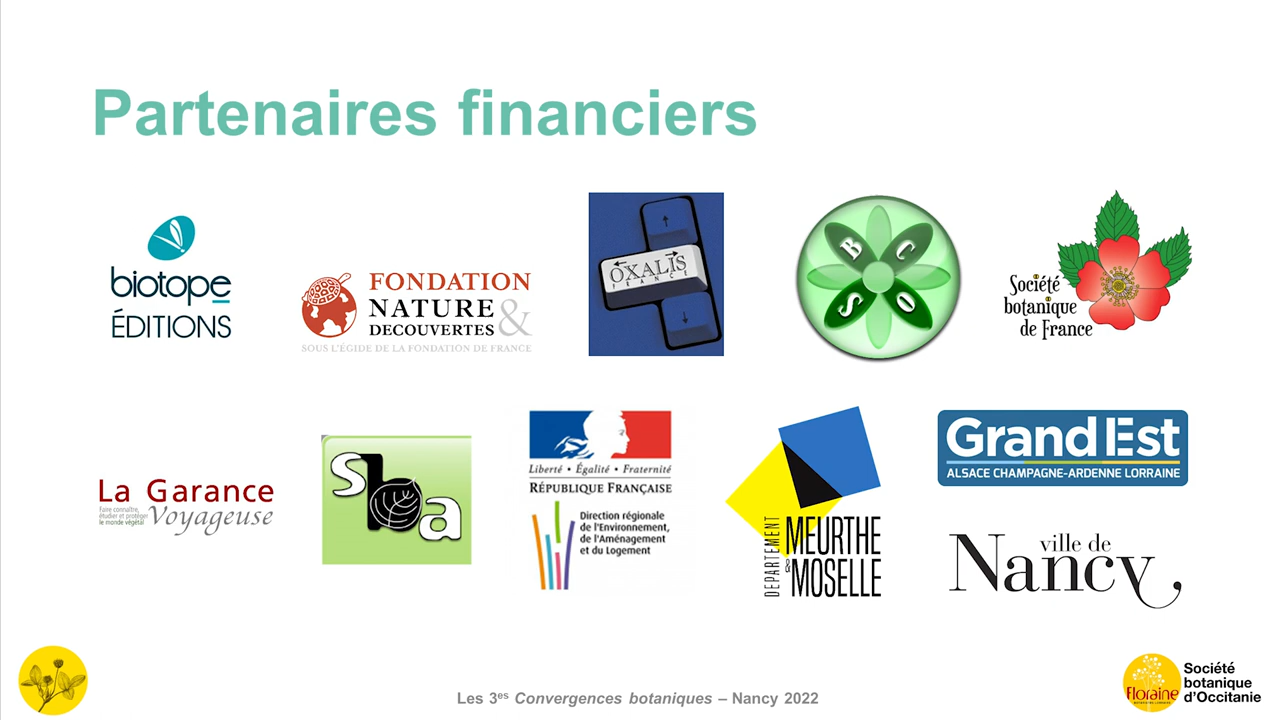 Partenaires financiers
biotope
ÉDITIONS
FONDATION
NATURE &
DECOUVERTES
SOUS L'ÉGIDE DE LA FONDATION DE FRANCE
OXALIS
FRANCE
B C
S O
Société
botanique
de France
La Garance
Faire connaître,
étudier et protéger
le monde végétal
Voyageuse
sba
Liberté • Égalité • Fraternité
RÉPUBLIQUE FRANÇAISE
Direction régionale
de l'Environnement,
de l'Aménagement
et du Logement
DEPARTEMENT
MEURTHE
& MOSELLE
GrandEst
ALSACE CHAMPAGNE-ARDENNE LORRAINE
ville de
Nancy
Les 3es Convergences botaniques – Nancy 2022
Floraine
Société
botanique
d'Occitanie